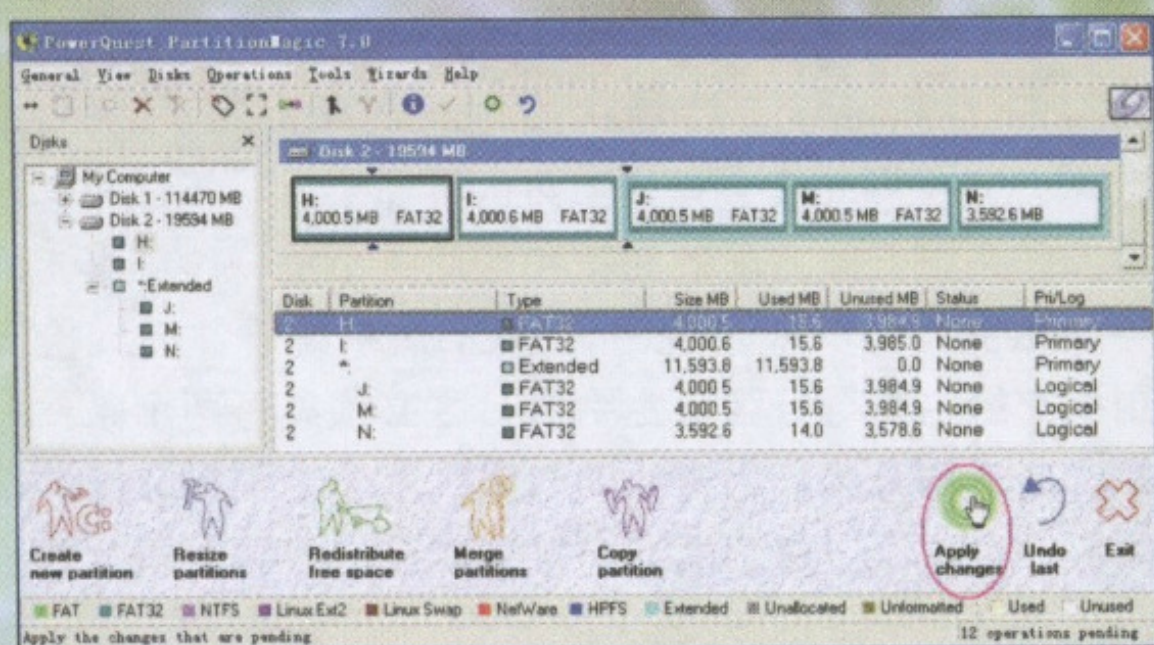 PowerQuest PartitionMagic 7.0
General View Disks Operations Tools Wizards Help
Disks
Disk 2 - 19594 MB
My Computer
Disk 1 - 114470 MB
Disk 2 - 19594 MB
H:
I:
*:Extended
J:
M:
N:
H:
4,000.5 MB FAT32
I:
4,000.6 MB FAT32
J:
4,000.5 MB FAT32
M:
4,000.5 MB FAT32
N:
3,592.6 MB
Disk Partition Type Size MB Used MB Unused MB Status Pri/Log
2 H: FAT32 4,000.5 15.6 3,984.9 None Primary
2 I: FAT32 4,000.6 15.6 3,985.0 None Primary
2 *: Extended 11,593.8 11,593.8 0.0 None Primary
2 J: FAT32 4,000.5 15.6 3,984.9 None Logical
2 M: FAT32 4,000.5 15.6 3,984.9 None Logical
2 N: FAT32 3,592.6 14.0 3,578.6 None Logical
Create
new partition
Resize
partitions
Redistribute
free space
Merge
partitions
Copy
partition
Apply
changes
Undo
last
Exit
FAT FAT32 NTFS Linux Ext2 Linux Swap NetWare HPFS Extended Unallocated Unformatted Used Unused
Apply the changes that are pending
12 operations pending